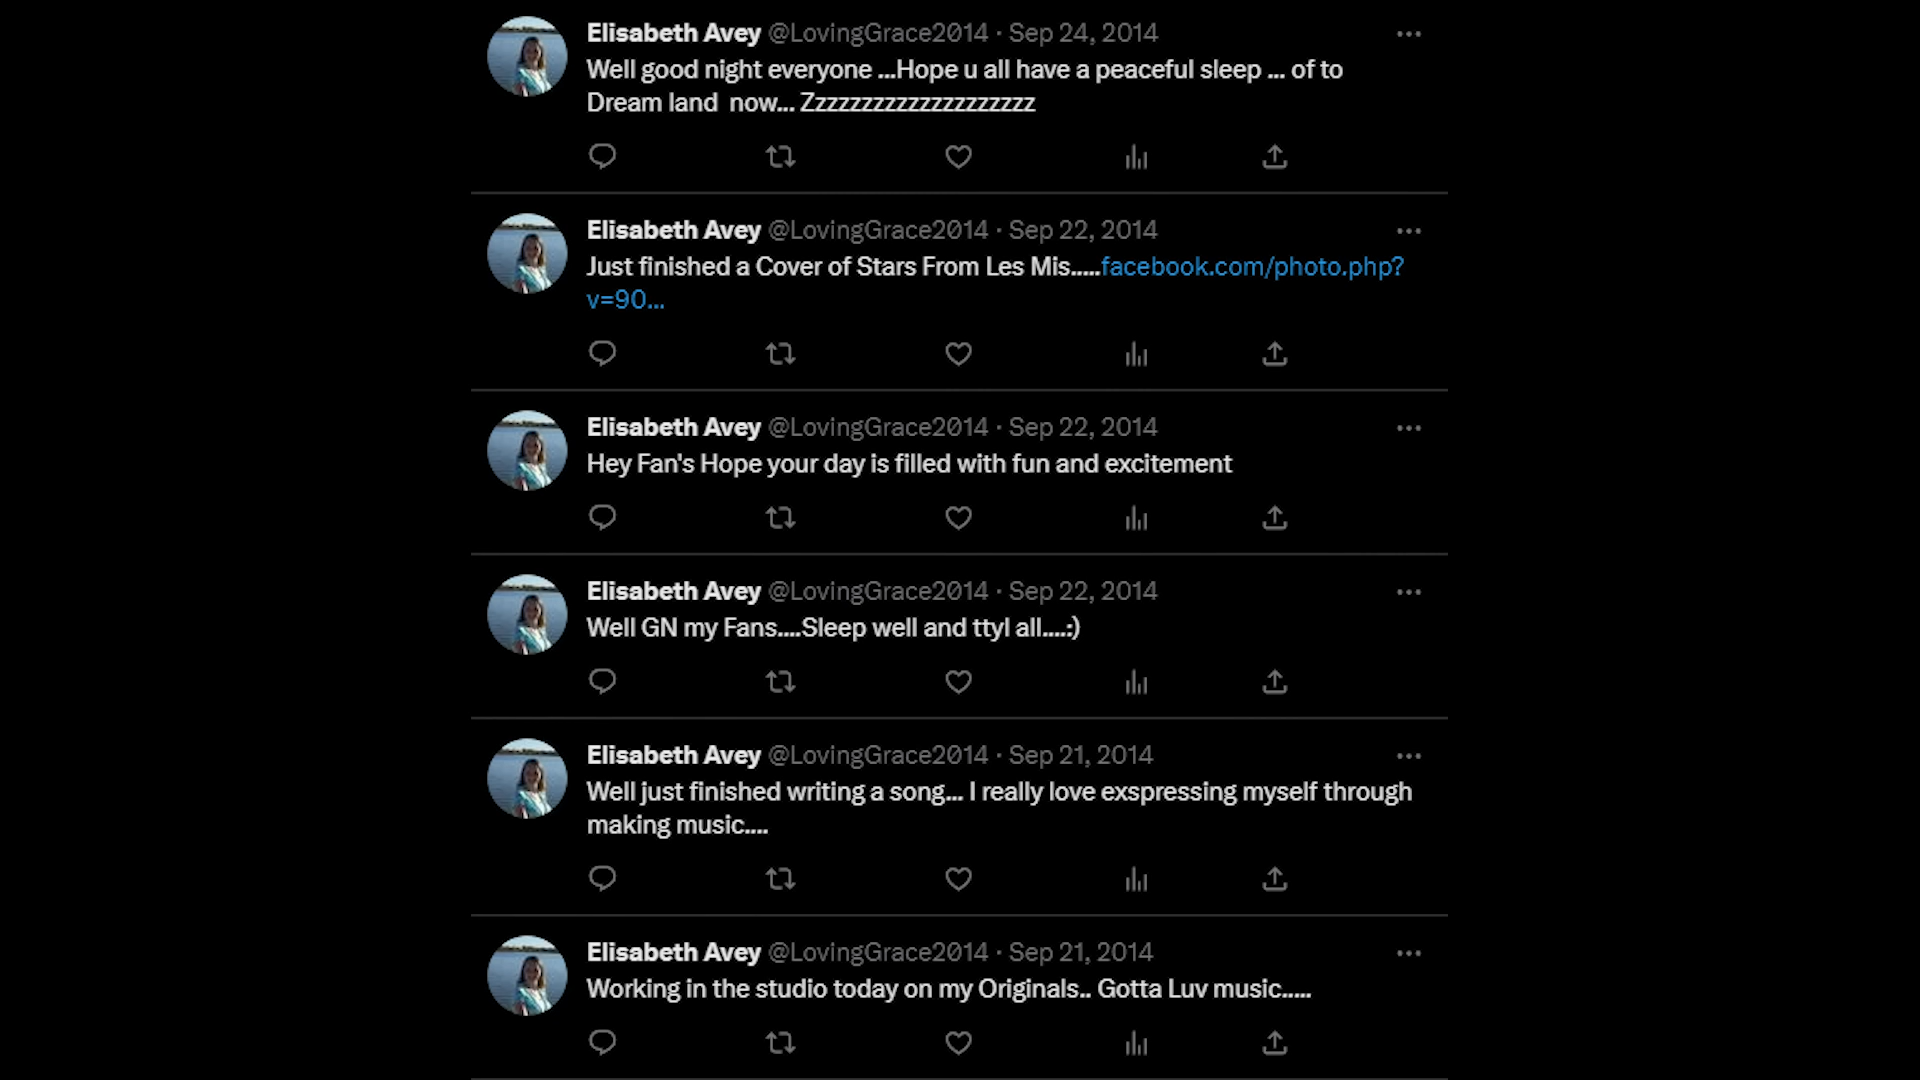 Elisabeth Avey @LovingGrace2014 · Sep 24, 2014
Well good night everyone ...Hope u all have a peaceful sleep ... of to
Dream land  now... Zzzzzzzzzzzzzzzzzzzz
Elisabeth Avey @LovingGrace2014 · Sep 22, 2014
Just finished a Cover of Stars From Les Mis.....facebook.com/photo.php?
v=90...
Elisabeth Avey @LovingGrace2014 · Sep 22, 2014
Hey Fan's Hope your day is filled with fun and excitement
Elisabeth Avey @LovingGrace2014 · Sep 22, 2014
Well GN my Fans....Sleep well and ttyl all....:)
Elisabeth Avey @LovingGrace2014 · Sep 21, 2014
Well just finished writing a song... I really love exspressing myself through
making music....
Elisabeth Avey @LovingGrace2014 · Sep 21, 2014
Working in the studio today on my Originals.. Gotta Luv music.....